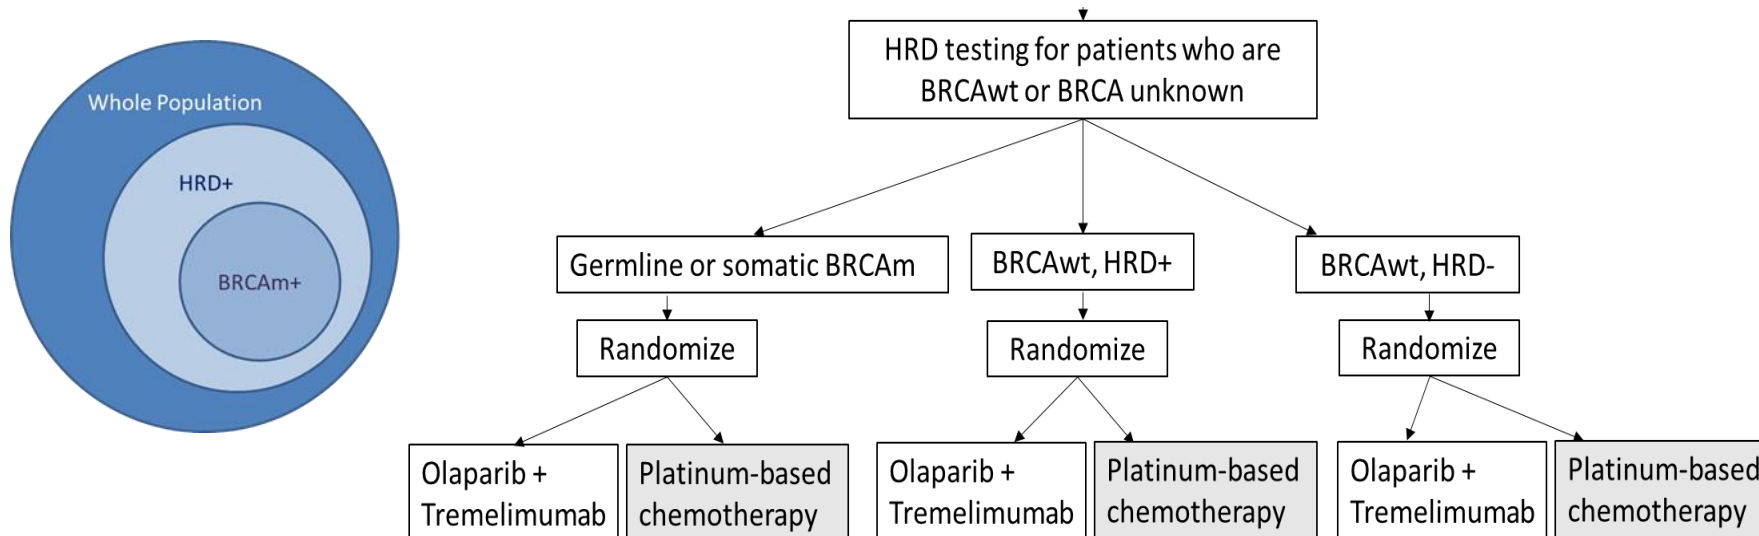 Whole Population
HRD+
BRCAm+
HRD testing for patients who are
BRCAwt or BRCA unknown
Germline or somatic BRCAm
BRCAwt, HRD+
BRCAwt, HRD-
Randomize
Randomize
Randomize
Olaparib +
Tremelimumab
Platinum-based
chemotherapy
Olaparib +
Tremelimumab
Platinum-based
chemotherapy
Olaparib +
Tremelimumab
Platinum-based
chemotherapy